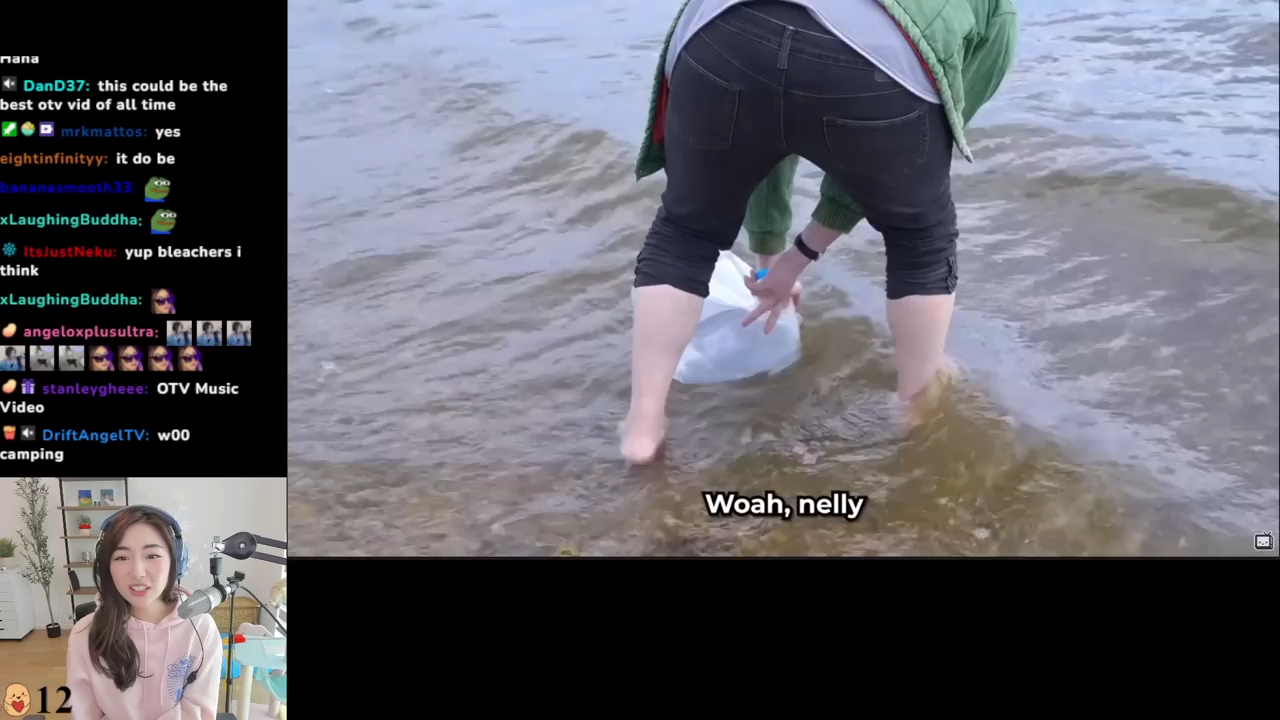 Hana
DanD37: this could be the
best otv vid of all time
mrkmattos: yes
eightinfinityy: it do be
bananasmooth33:
xLaughingBuddha:
ItsJustNeku: yup bleachers i
think
xLaughingBuddha:
angeloxplusultra:
stanleygheee: OTV Music
Video
DriftAngelTV: w00
camping
Woah, nelly
12